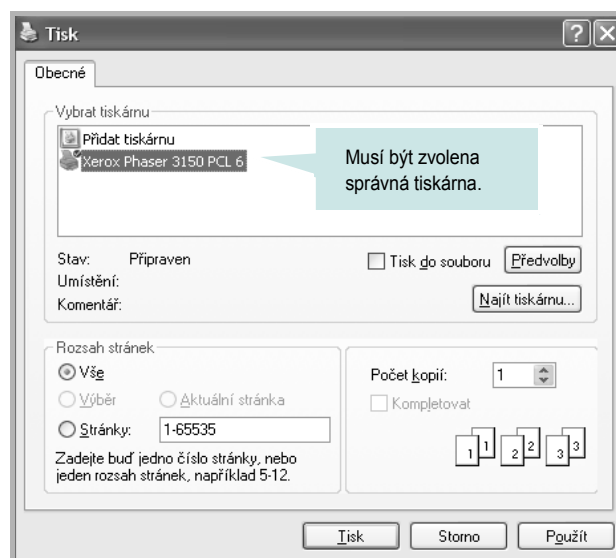 Tisk
Obecné
Vybrat tiskárnu
Přidat tiskárnu
Xerox Phaser 3150 PCL 6
Musí být zvolena
správná tiskárna.
Stav: Připraven
Umístění:
Komentář:
Tisk do souboru
Předvolby
Najít tiskárnu...
Rozsah stránek
Vše
Výběr
Aktuální stránka
Stránky: 1-65535
Zadejte buď jedno číslo stránky, nebo
jeden rozsah stránek, například 5-12.
Počet kopií: 1
Kompletovat
1 1 2 2 3 3
Tisk Storno Použít